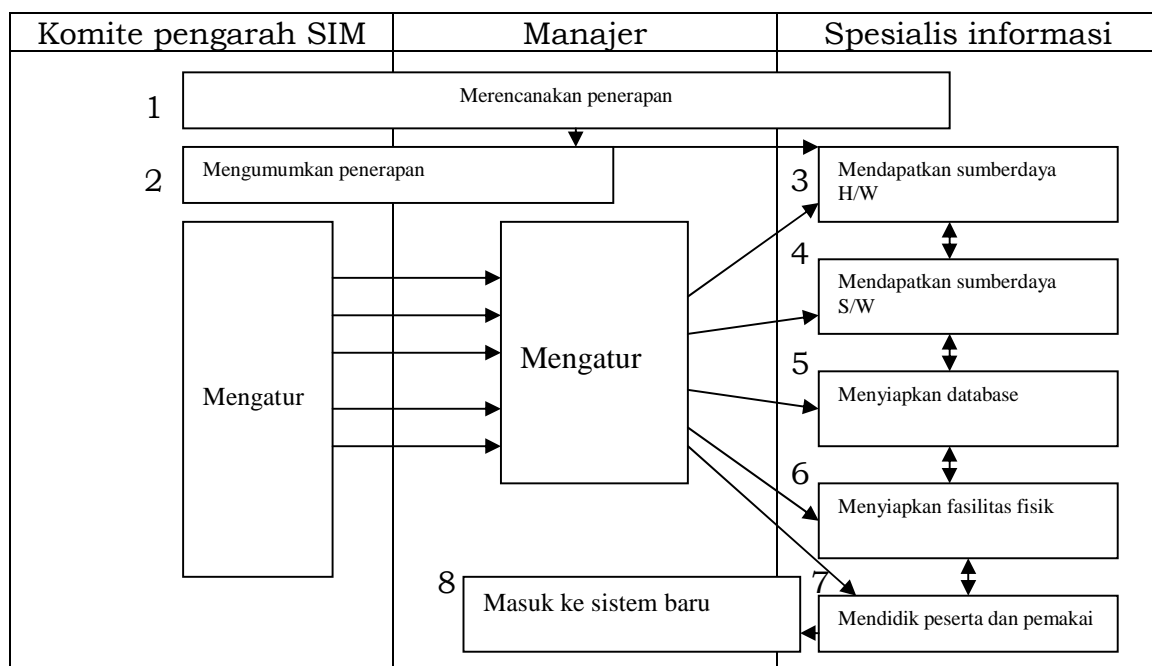 Komite pengarah SIM
Manajer
Spesialis informasi
1
Merencanakan penerapan
2
Mengumumkan penerapan
3
Mendapatkan sumberdaya
H/W
4
Mendapatkan sumberdaya
S/W
Mengatur
Mengatur
5
Menyiapkan database
6
Menyiapkan fasilitas fisik
7
Mendidik peserta dan pemakai
8
Masuk ke sistem baru